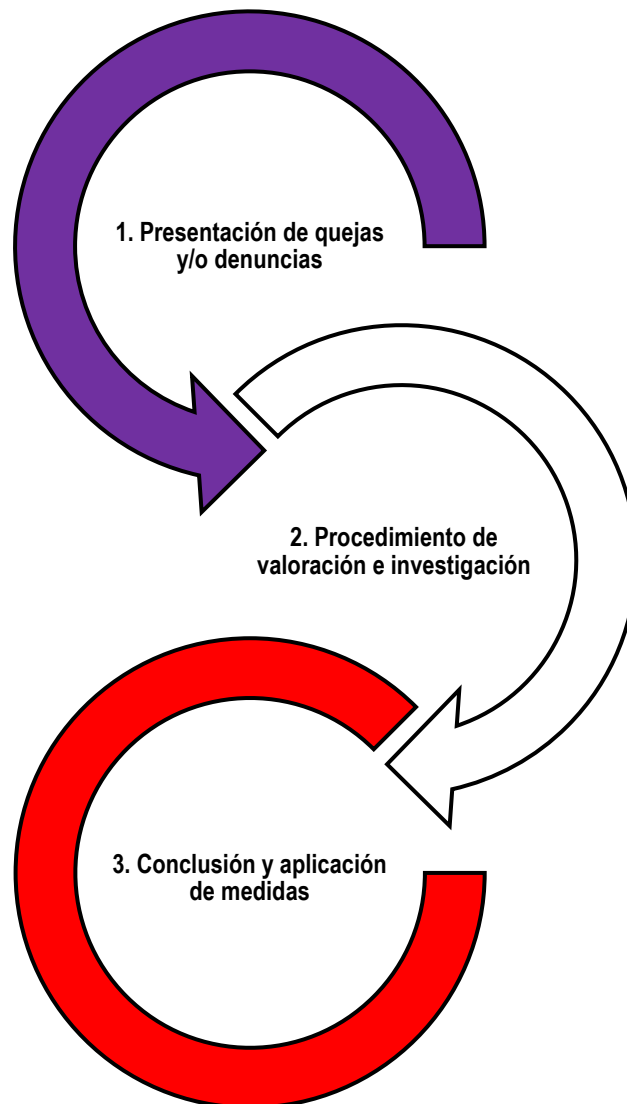 1. Presentación de quejas
y/o denuncias
2. Procedimiento de
valoración e investigación
3. Conclusión y aplicación
de medidas